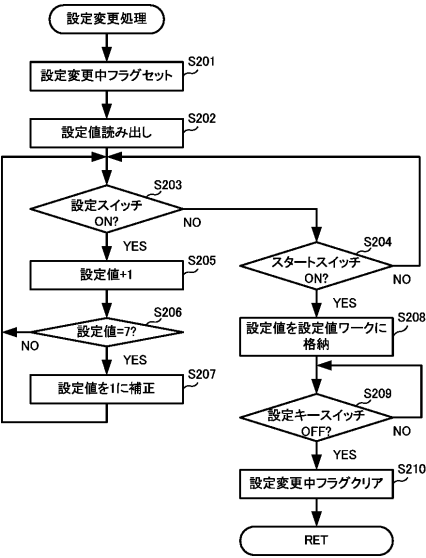 設定変更処理
S201
設定変更中フラグセット
S202
設定値読み出し
S203
設定スイッチ
ON?
NO
YES
S204
スタートスイッチ
ON?
NO
YES
S205
設定値+1
S206
設定値=7?
NO
YES
S207
設定値を1に補正
S208
設定値を設定値ワークに
格納
S209
設定キースイッチ
OFF?
NO
YES
S210
設定変更中フラグクリア
RET